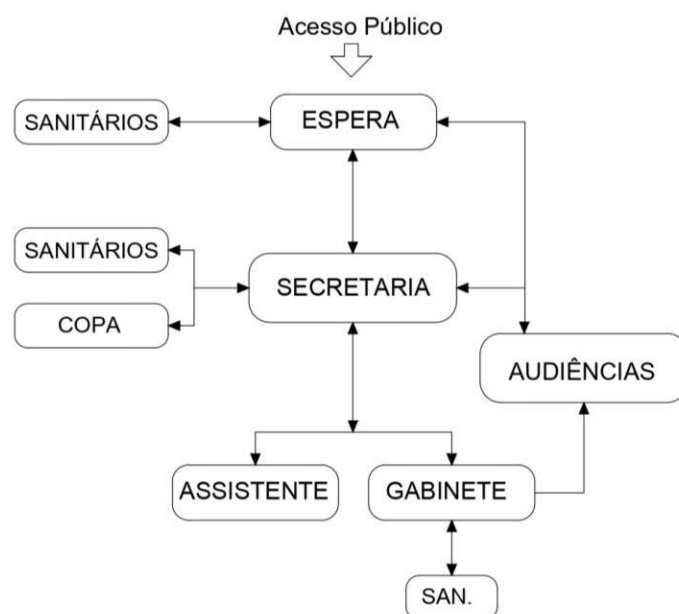 Acesso Público
SANITÁRIOS
ESPERA
SANITÁRIOS
SECRETARIA
COPA
AUDIÊNCIAS
ASSISTENTE
GABINETE
SAN.